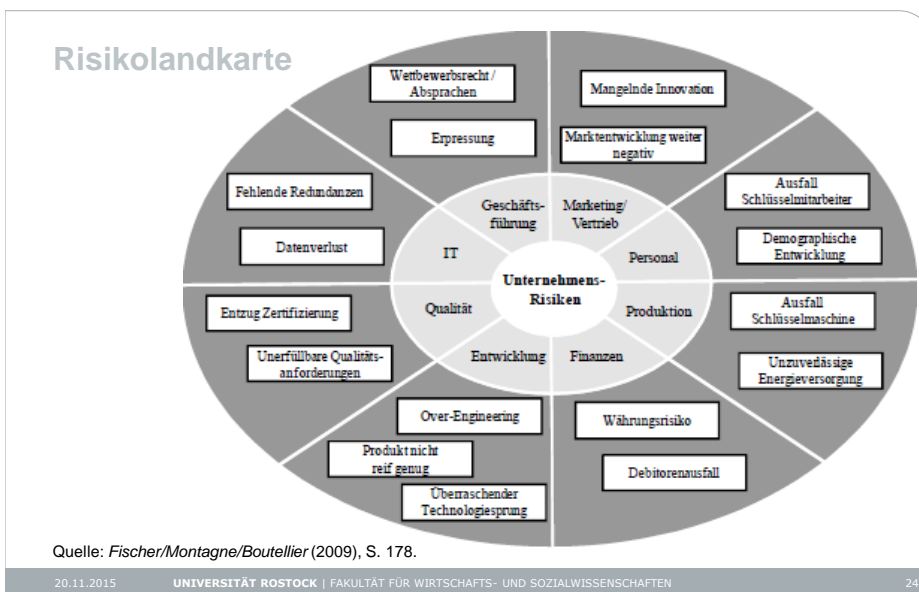 Risikolandkarte
Wettbewerbsrecht /
Absprachen
Erpressung
Mangelnde Innovation
Marktentwicklung weiter
negativ
Fehlende Redundanzen
Datenverlust
Ausfall
Schlüsselmitarbeiter
Demographische
Entwicklung
Geschäfts-
führung
Marketing/
Vertrieb
IT
Personal
Unternehmens-
Risiken
Qualität
Produktion
Entwicklung
Finanzen
Entzug Zertifizierung
Unerfüllbare Qualitäts-
anforderungen
Ausfall
Schlüsselmaschine
Unzuverlässige
Energieversorgung
Over-Engineering
Produkt nicht
reif genug
Überraschender
Technologiesprung
Währungsrisiko
Debitorenausfall
Quelle: Fischer/Montagne/Boutellier (2009), S. 178.
20.11.2015 UNIVERSITÄT ROSTOCK | FAKULTÄT FÜR WIRTSCHAFTS- UND SOZIALWISSENSCHAFTEN 24